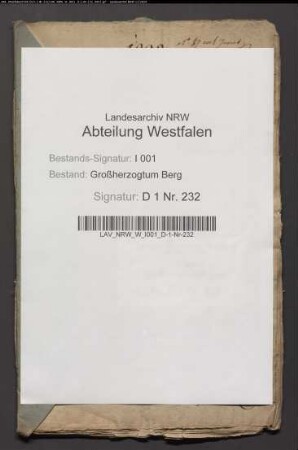 Landesarchiv NRW
Abteilung Westfalen
Bestands-Signatur: I 001
Bestand: Großherzogtum Berg
Signatur: D 1 Nr. 232
LAV_NRW_W_I001_D-1-Nr-232